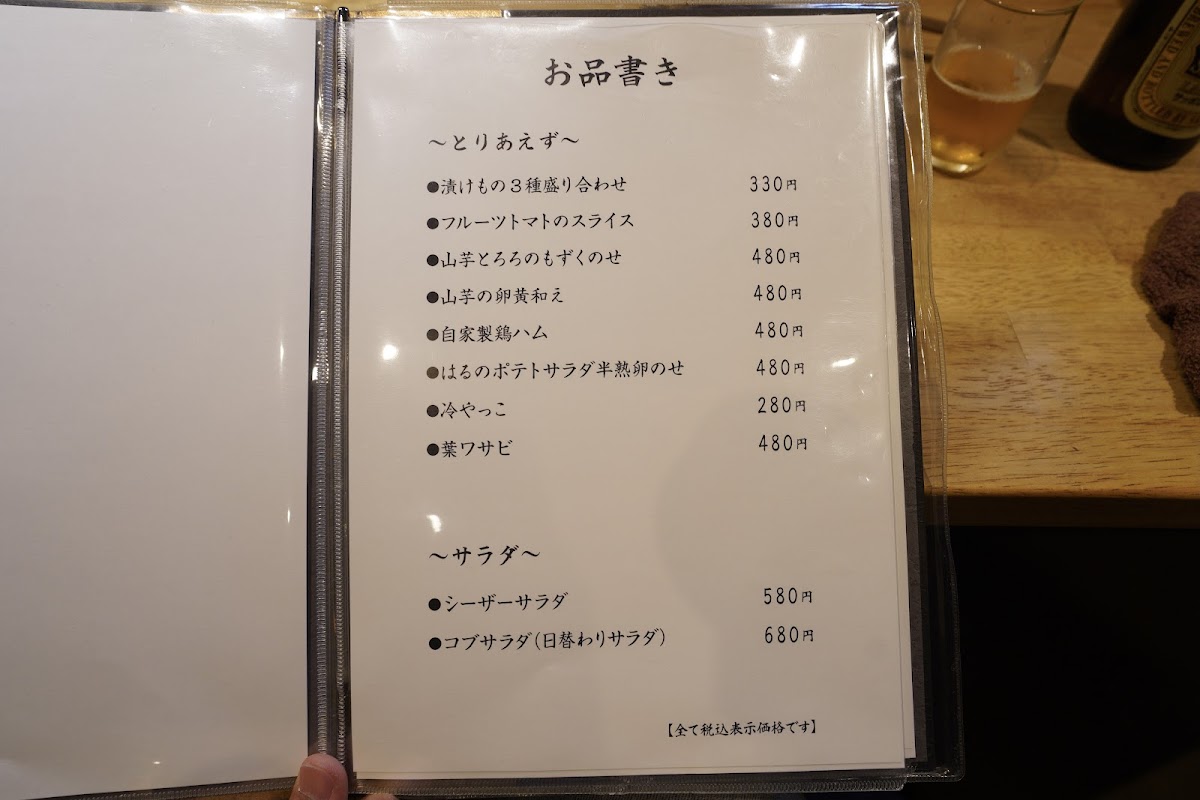 お品書き
～とりあえず～
●漬けもの３種盛り合わせ 330円
●フルーツトマトのスライス 380円
●山芋とろろのもずくのせ 480円
●山芋の卵黄和え 480円
●自家製鶏ハム 480円
●はるのポテトサラダ半熟卵のせ 480円
●冷やっこ 280円
●葉ワサビ 480円
～サラダ～
●シーザーサラダ 580円
●コブサラダ(日替わりサラダ) 680円
【全て税込表示価格です】